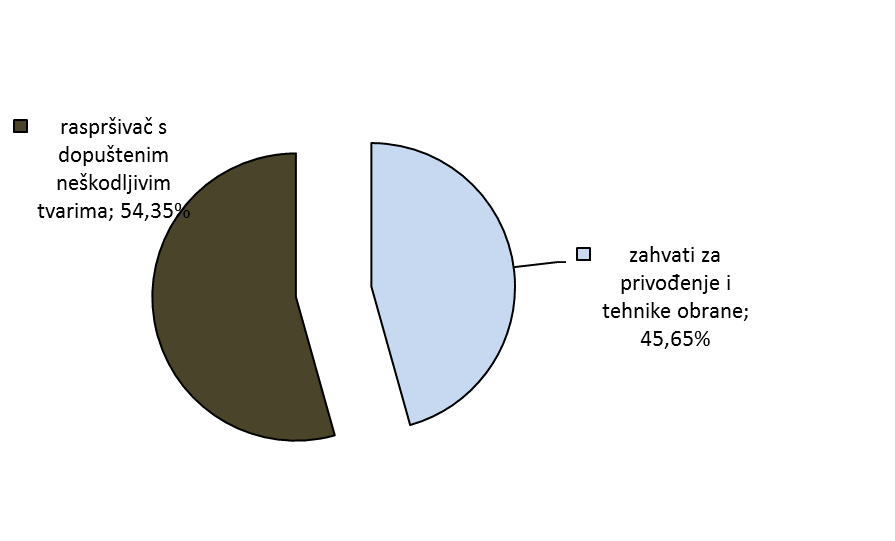 raspršivač s
dopuštenim
neškodljivim
tvarima; 54,35%
zahvati za
privođenje i
tehnike obrane;
45,65%